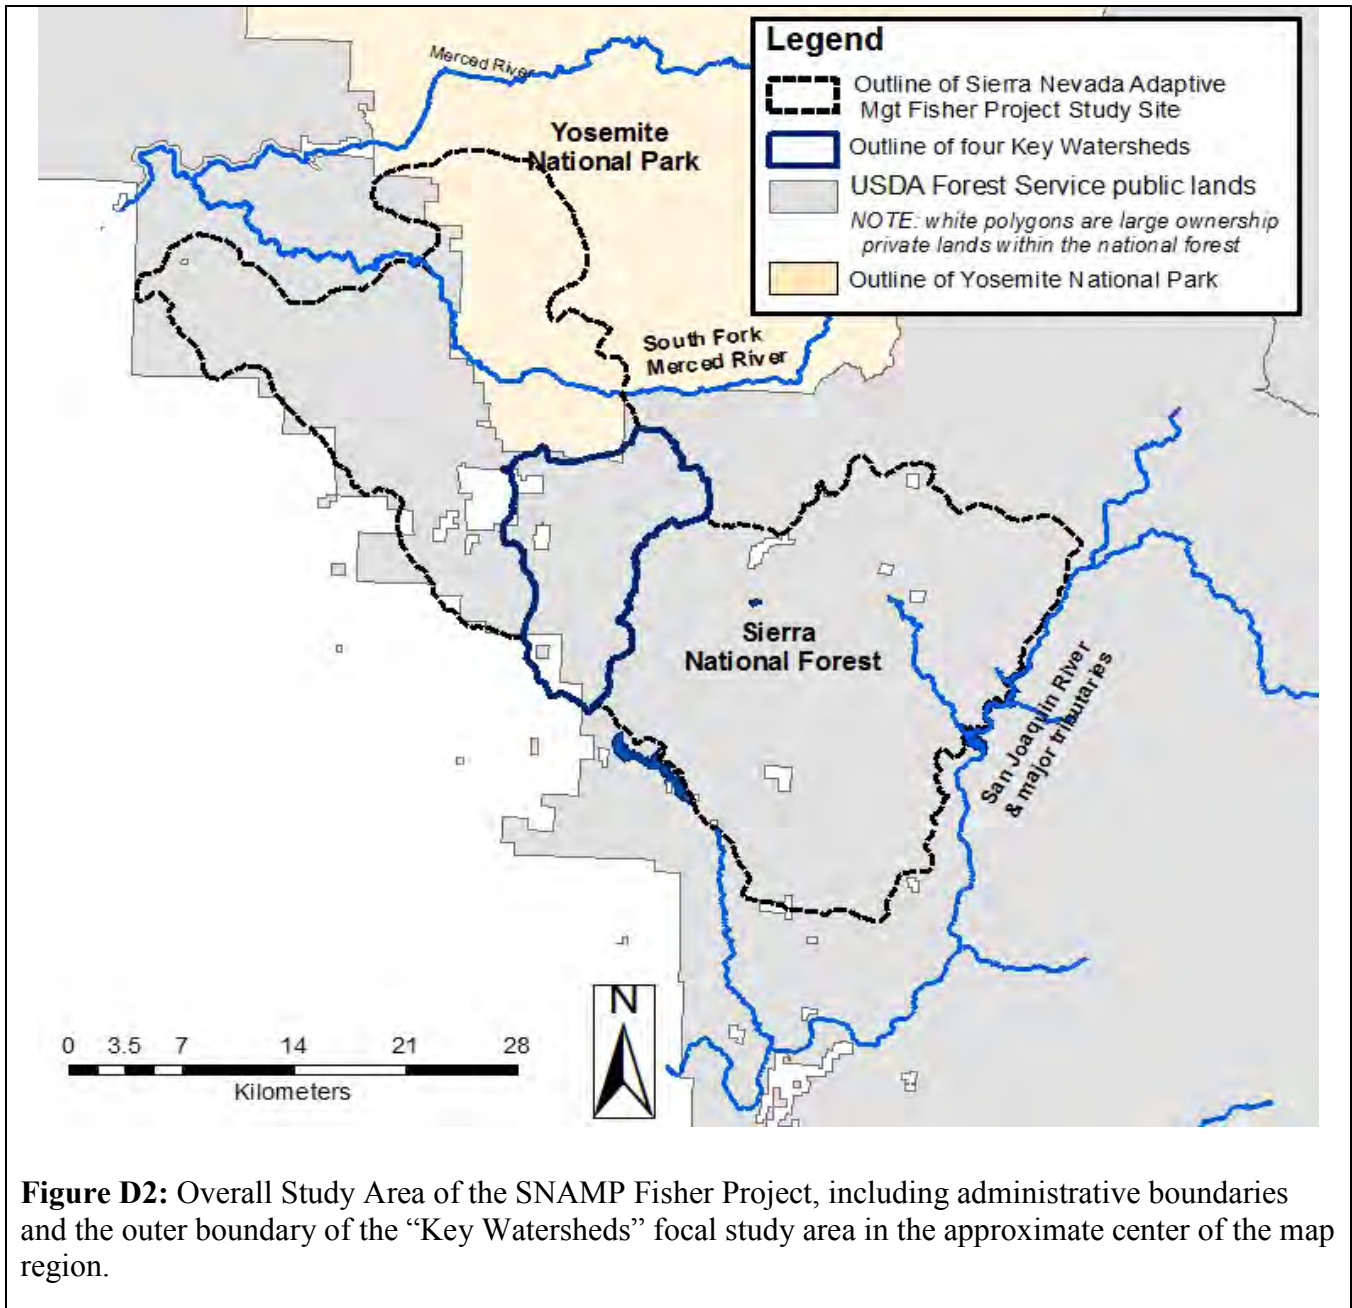 Merced River
Yosemite
National Park
Legend
Outline of Sierra Nevada Adaptive
Mgt Fisher Project Study Site
Outline of four Key Watersheds
USDA Forest Service public lands
NOTE: white polygons are large ownership
private lands within the national forest
Outline of Yosemite National Park
South Fork
Merced River
Sierra
National Forest
San Joaquin River
& major tributaries
N
0 3.5 7 14 21 28
Kilometers
Figure D2: Overall Study Area of the SNAMP Fisher Project, including administrative boundaries
and the outer boundary of the “Key Watersheds” focal study area in the approximate center of the map
region.